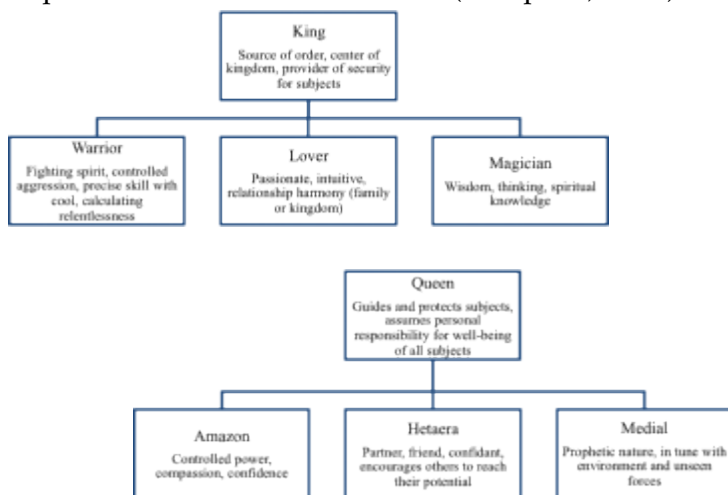 King
Source of order, center of
kingdom, provider of security
for subjects
Warrior
Fighting spirit, controlled
aggression, precise skill with
cool, calculating
relentlessness
Lover
Passionate, intuitive,
relationship harmony (family
or kingdom)
Magician
Wisdom, thinking, spiritual
knowledge
Queen
Guides and protects subjects,
assumes personal
responsibility for well-being
of all subjects
Amazon
Controlled power,
compassion, confidence
Hetaera
Partner, friend, confidant,
encourages others to reach
their potential
Medial
Prophetic nature, in tune with
environment and unseen
forces